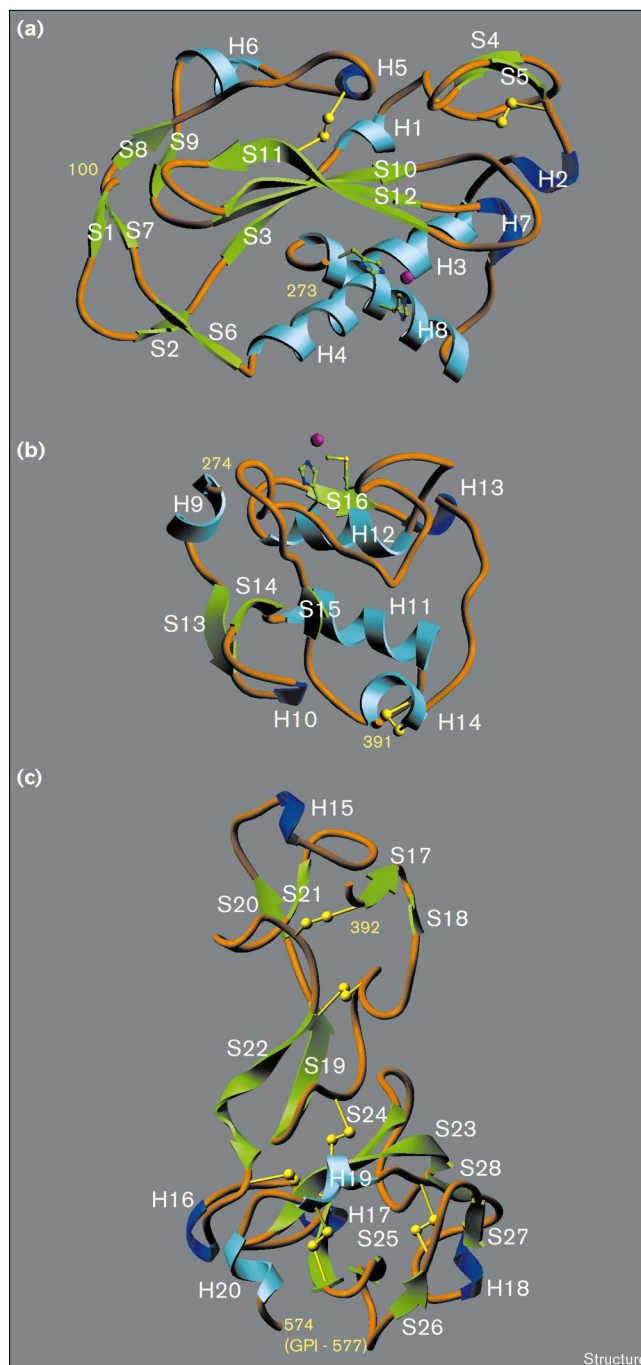 (a)
H6
S4
H5
S5
S8
S9
S11
H1
100
S10
H2
S12
S1
S7
S3
H7
H3
273
S2
S6
H4
H8
(b)
274
H9
S16
H13
H12
S14
S15
H11
S13
H10
H14
391
(c)
H15
S17
S20
S21
392
S18
S22
S19
S24
S23
H19
S28
H16
H17
S27
S25
H20
H18
574
S26
(GPI - 577)
Structure